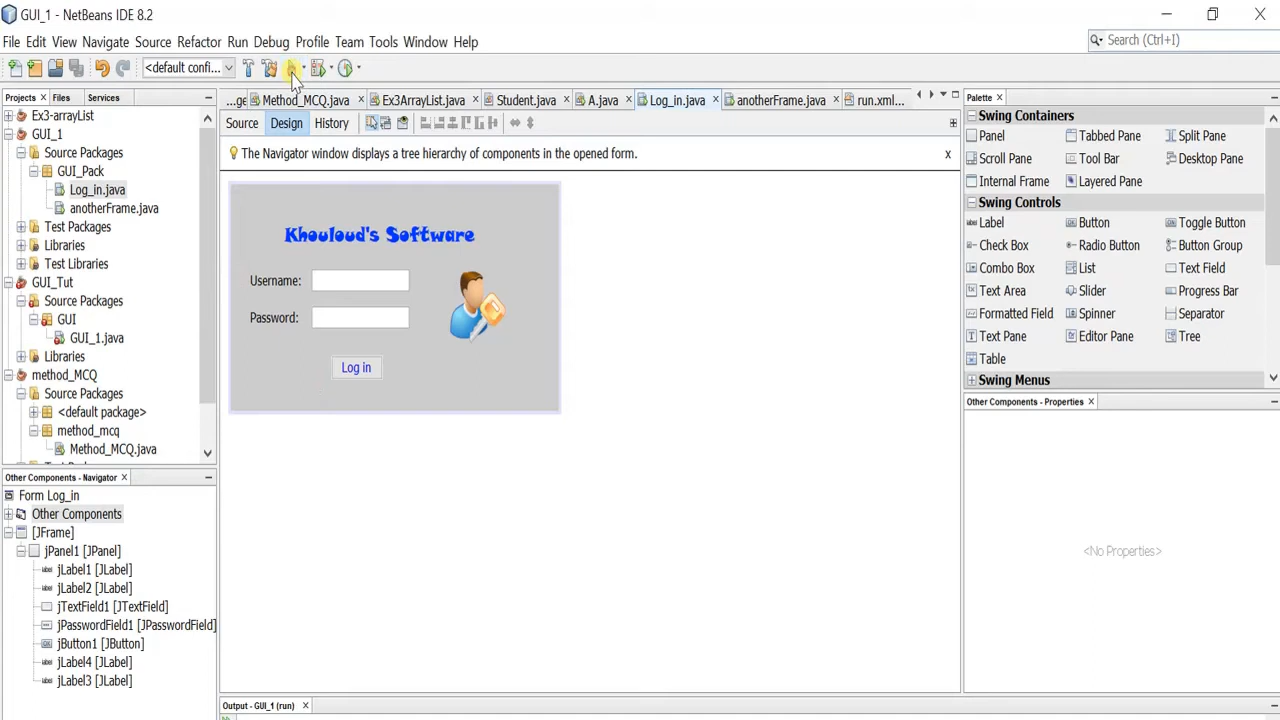 GUI_1 - NetBeans IDE 8.2
File Edit View Navigate Source Refactor Run Debug Profile Team Tools Window Help
Search (Ctrl+I)
<default confi...
Projects Files Services
...ge Method_MCQ.java Ex3ArrayList.java Student.java A.java Log_in.java anotherFrame.java run.xml...
Source Design History
The Navigator window displays a tree hierarchy of components in the opened form.
Ex3-arrayList
GUI_1
Source Packages
GUI_Pack
Log_in.java
anotherFrame.java
Test Packages
Libraries
Test Libraries
GUI_Tut
Source Packages
GUI
GUI_1.java
Libraries
method_MCQ
Source Packages
<default package>
method_mcq
Method_MCQ.java
Khouloud's Software
Username:
Password:
Log in
Palette
Swing Containers
Panel Tabbed Pane Split Pane
Scroll Pane Tool Bar Desktop Pane
Internal Frame Layered Pane
Swing Controls
Label Button Toggle Button
Check Box Radio Button Button Group
Combo Box List Text Field
Text Area Slider Progress Bar
Formatted Field Spinner Separator
Text Pane Editor Pane Tree
Table
Swing Menus
Other Components - Properties
<No Properties>
Other Components - Navigator
Form Log_in
Other Components
[JFrame]
jPanel1 [JPanel]
jLabel1 [JLabel]
jLabel2 [JLabel]
jTextField1 [JTextField]
jPasswordField1 [JPasswordField]
jButton1 [JButton]
jLabel4 [JLabel]
jLabel3 [JLabel]
Output - GUI_1 (run)